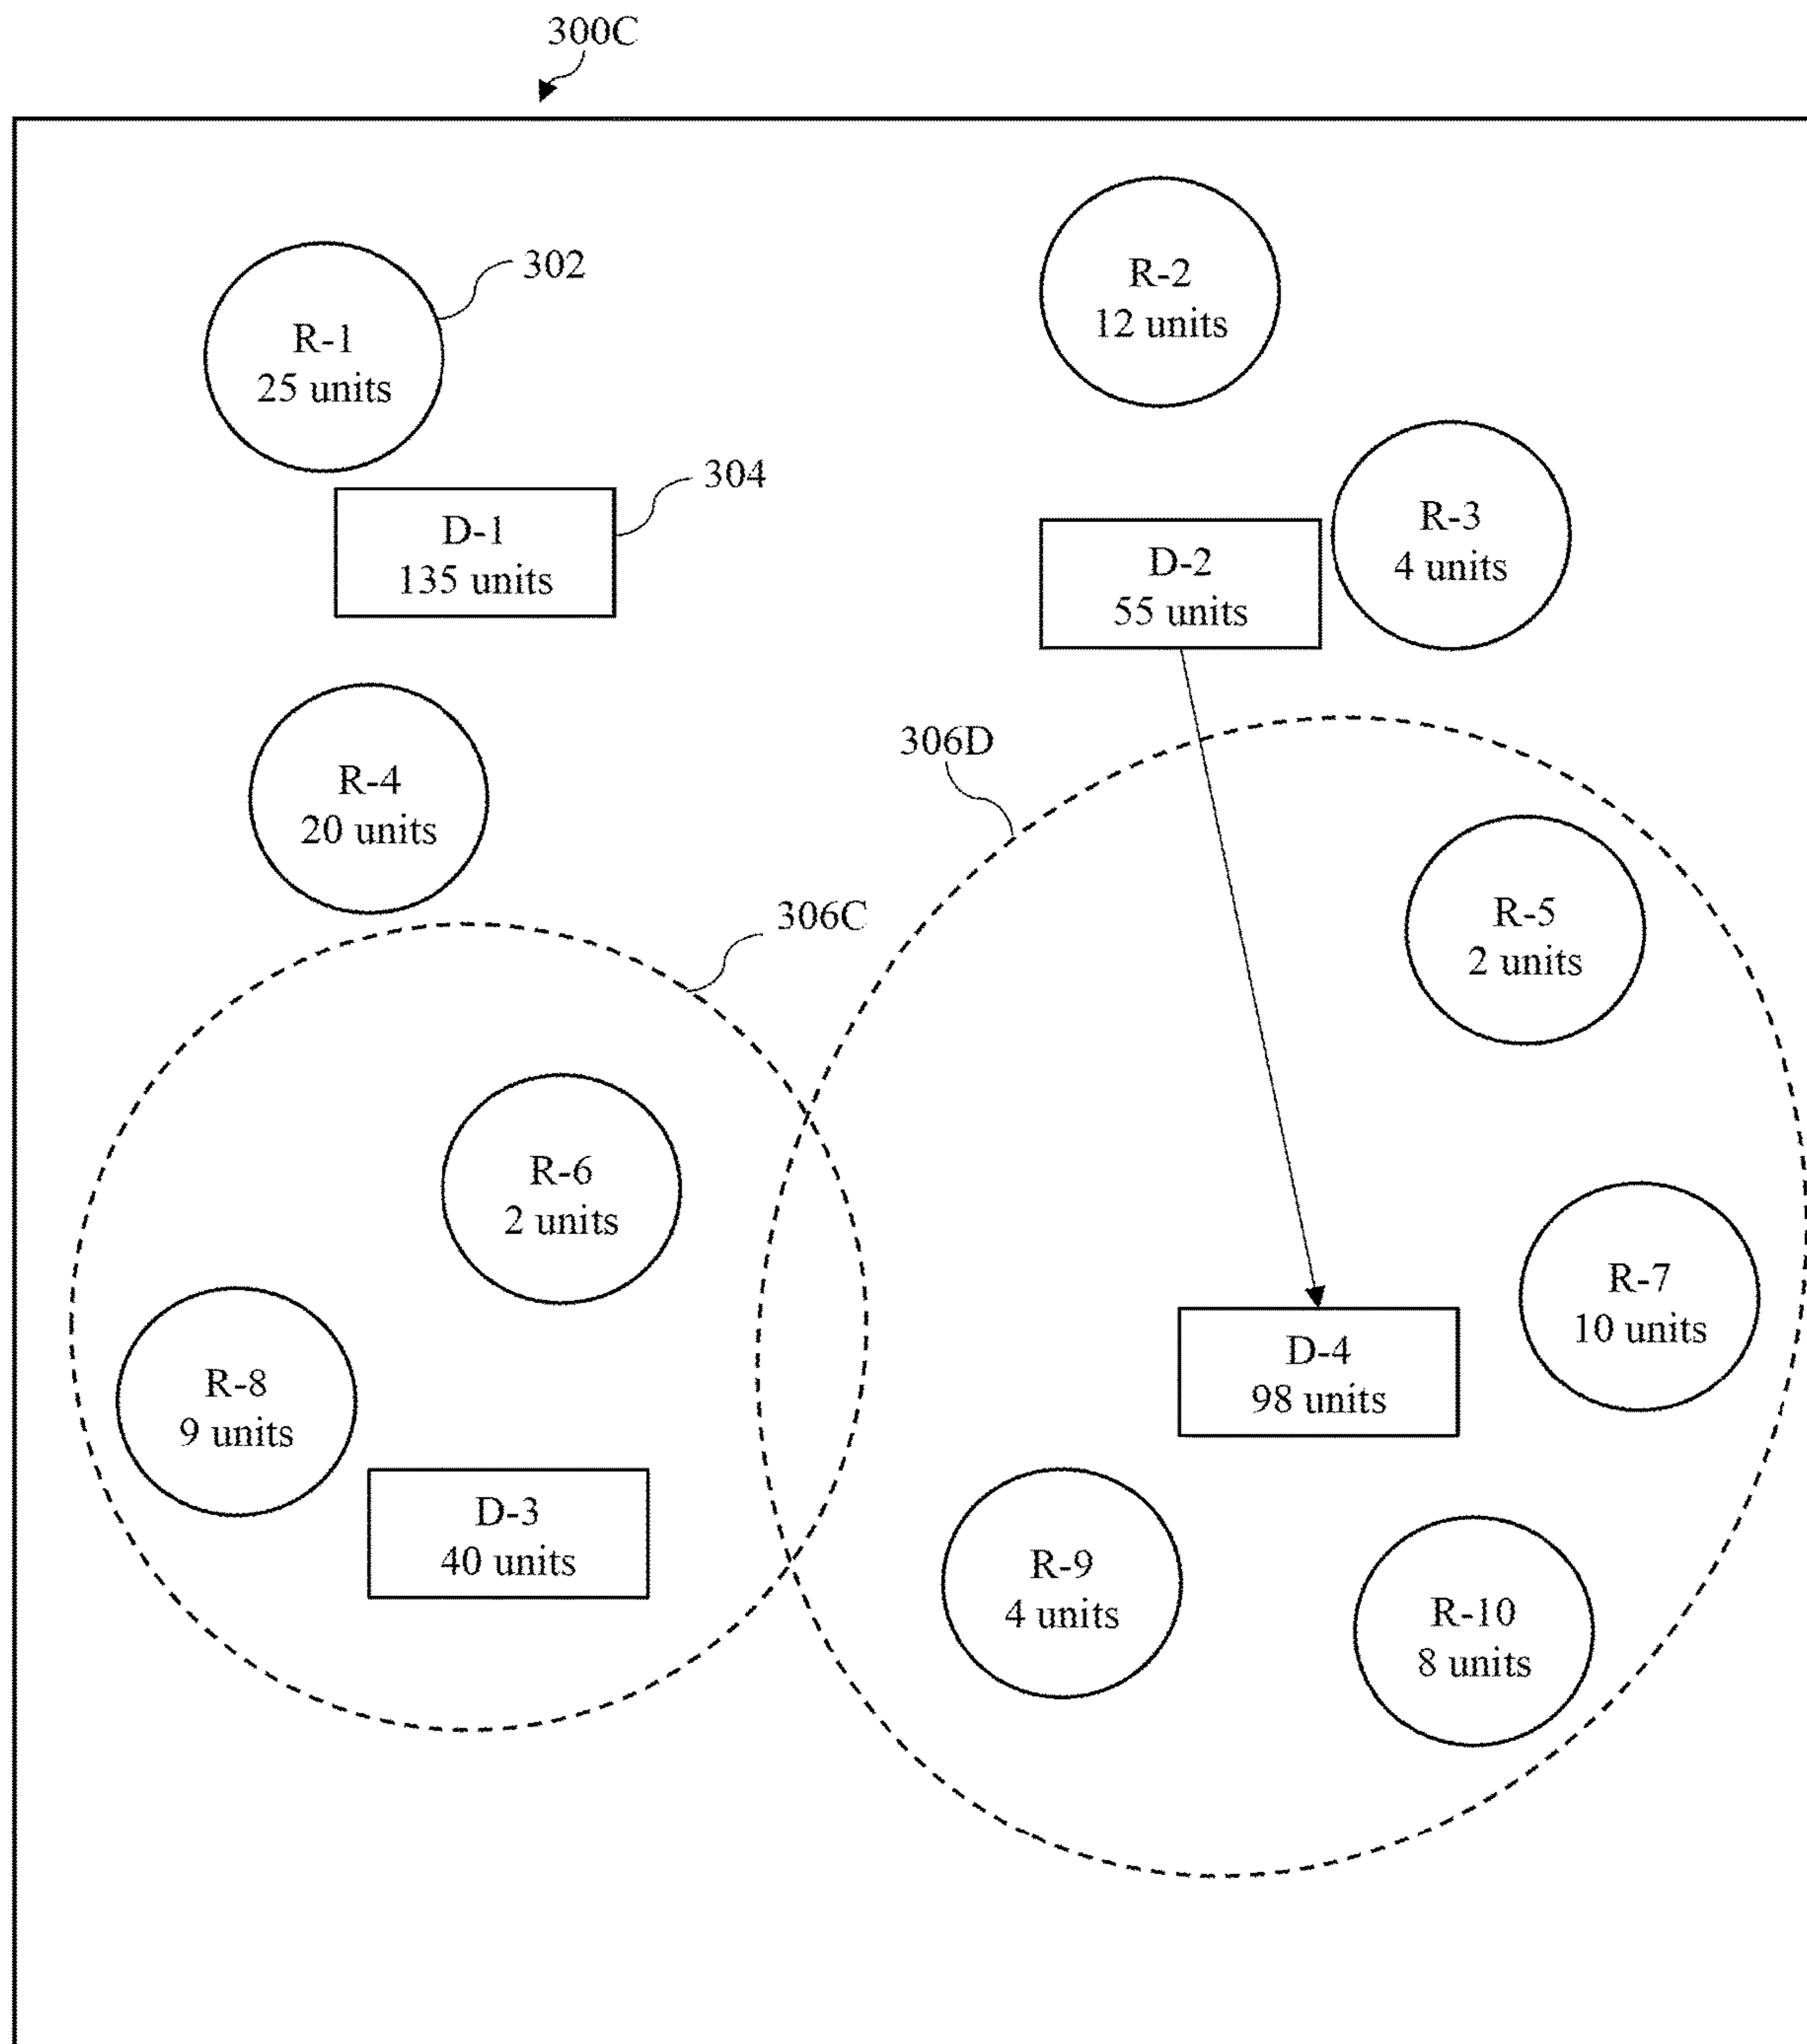 300C
R-1
25 units
302
R-2
12 units
D-1
135 units
304
D-2
55 units
R-3
4 units
R-4
20 units
306D
306C
R-5
2 units
R-6
2 units
R-7
10 units
R-8
9 units
D-4
98 units
D-3
40 units
R-9
4 units
R-10
8 units